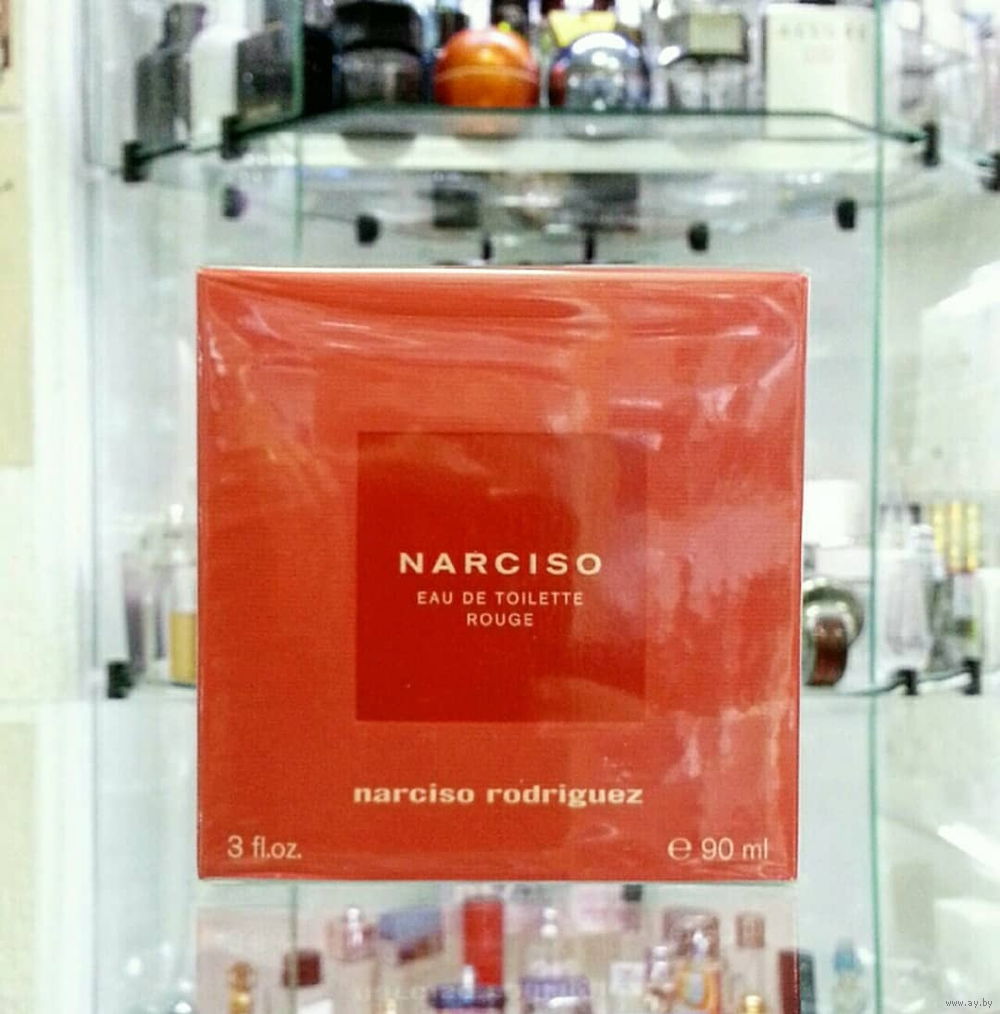 NARCISO
EAU DE TOILETTE
ROUGE
narciso rodriguez
3 fl.oz.
℮ 90 ml
www.ay.by